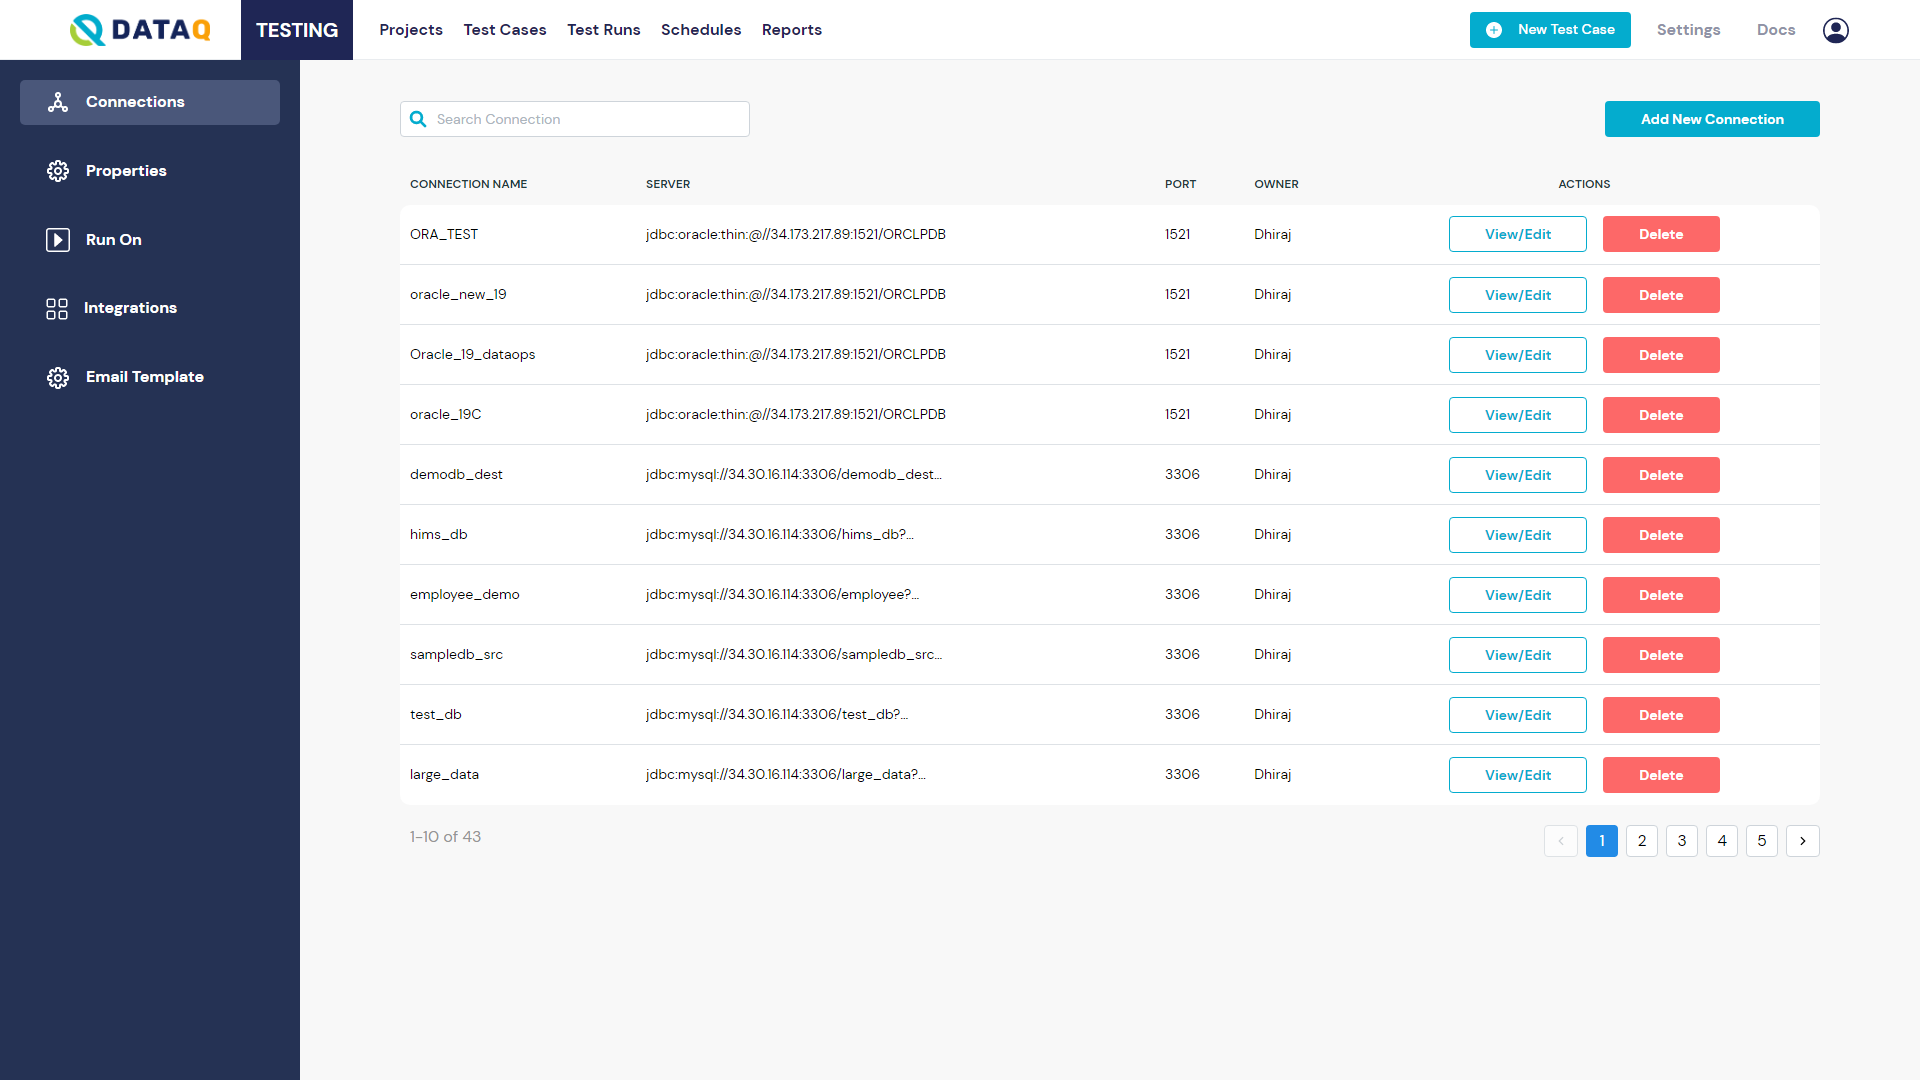 DATAQ TESTING Projects Test Cases Test Runs Schedules Reports New Test Case Settings Docs
Connections
Properties
Run On
Integrations
Email Template
Search Connection Add New Connection
CONNECTION NAME SERVER PORT OWNER ACTIONS
ORA_TEST jdbc:oracle:thin:@//34.173.217.89:1521/ORCLPDB 1521 Dhiraj View/Edit Delete
oracle_new_19 jdbc:oracle:thin:@//34.173.217.89:1521/ORCLPDB 1521 Dhiraj View/Edit Delete
Oracle_19_dataops jdbc:oracle:thin:@//34.173.217.89:1521/ORCLPDB 1521 Dhiraj View/Edit Delete
oracle_19C jdbc:oracle:thin:@//34.173.217.89:1521/ORCLPDB 1521 Dhiraj View/Edit Delete
demodb_dest jdbc:mysql://34.30.16.114:3306/demodb_dest... 3306 Dhiraj View/Edit Delete
hims_db jdbc:mysql://34.30.16.114:3306/hims_db?... 3306 Dhiraj View/Edit Delete
employee_demo jdbc:mysql://34.30.16.114:3306/employee?... 3306 Dhiraj View/Edit Delete
sampledb_src jdbc:mysql://34.30.16.114:3306/sampledb_src... 3306 Dhiraj View/Edit Delete
test_db jdbc:mysql://34.30.16.114:3306/test_db?... 3306 Dhiraj View/Edit Delete
large_data jdbc:mysql://34.30.16.114:3306/large_data?... 3306 Dhiraj View/Edit Delete
1-10 of 43 1 2 3 4 5